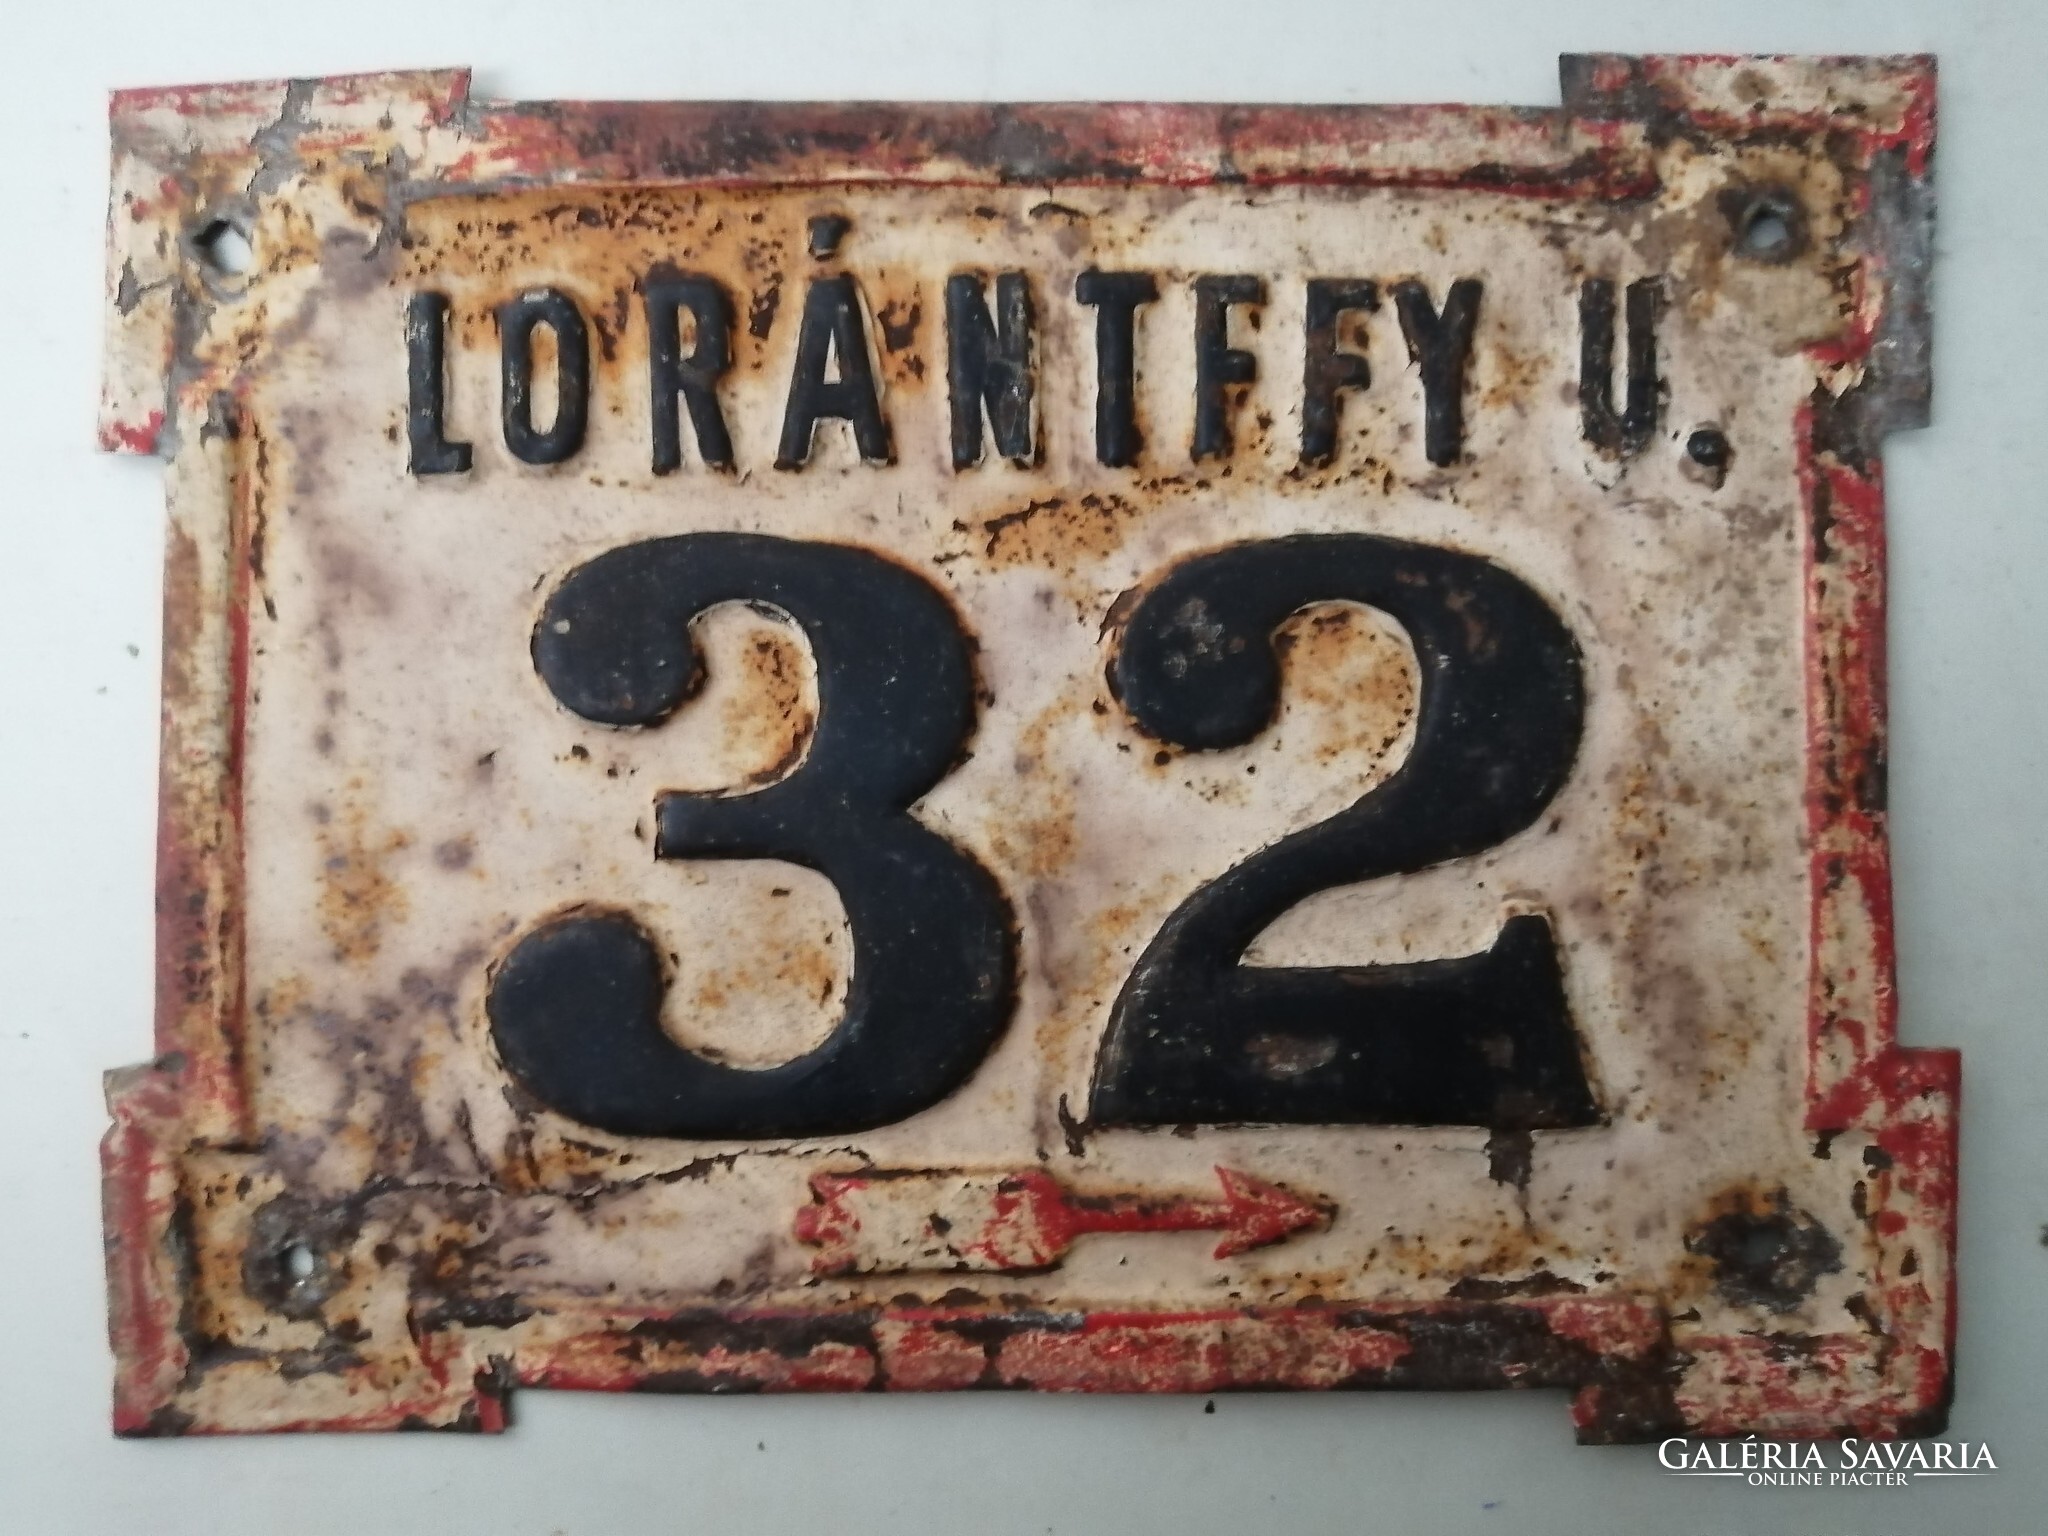 LORÁNTFFY U.
32
GALÉRIA SAVARIA
ONLINE PIACTÉR